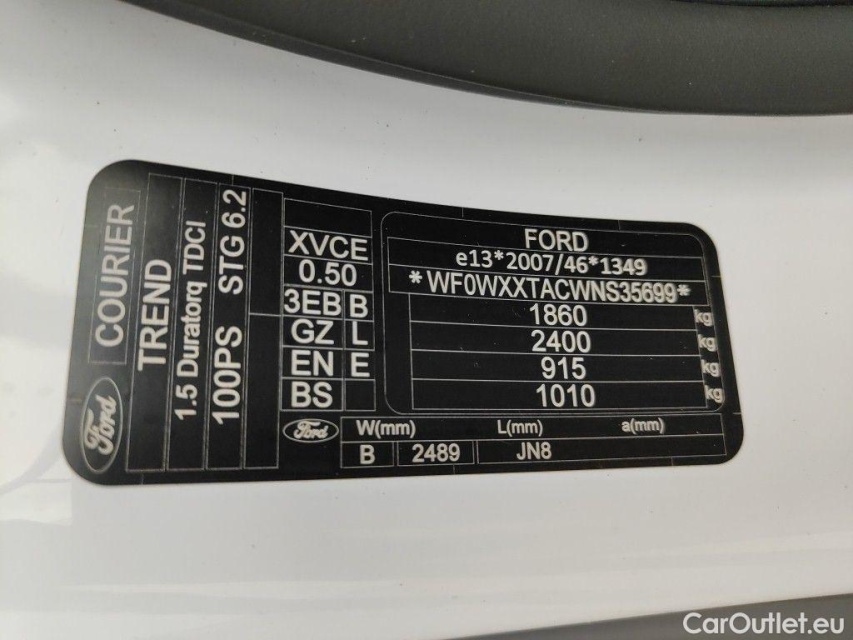 COURIER
TREND
1.5 Duratorq TDCI
100PS STG 6.2
Ford
XVCE
0.50
3EB B
GZ L
EN E
BS
FORD
e13*2007/46*1349
*WF0WXXTACWNS35699*
1860 kg
2400 kg
915 kg
1010 kg
Ford
W(mm) L(mm) a(mm)
B 2489 JN8
CarOutlet.eu